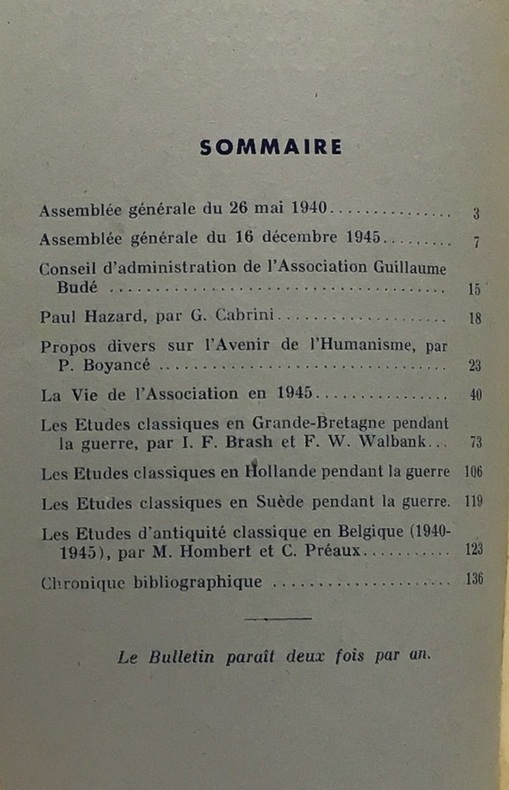 SOMMAIRE
Assemblée générale du 26 mai 1940............... 3
Assemblée générale du 16 décembre 1945......... 7
Conseil d'administration de l'Association Guillaume
Budé .................................... 15
Paul Hazard, par G. Cabrini.................... 18
Propos divers sur l'Avenir de l'Humanisme, par
P. Boyancé ............................... 23
La Vie de l'Association en 1945................ 40
Les Etudes classiques en Grande-Bretagne pendant
la guerre, par I. F. Brash et F. W. Walbank... 73
Les Etudes classiques en Hollande pendant la guerre 106
Les Etudes classiques en Suède pendant la guerre. 119
Les Etudes d'antiquité classique en Belgique (1940-
1945), par M. Hombert et C. Préaux........... 123
Chronique bibliographique ..................... 136
Le Bulletin paraît deux fois par an.